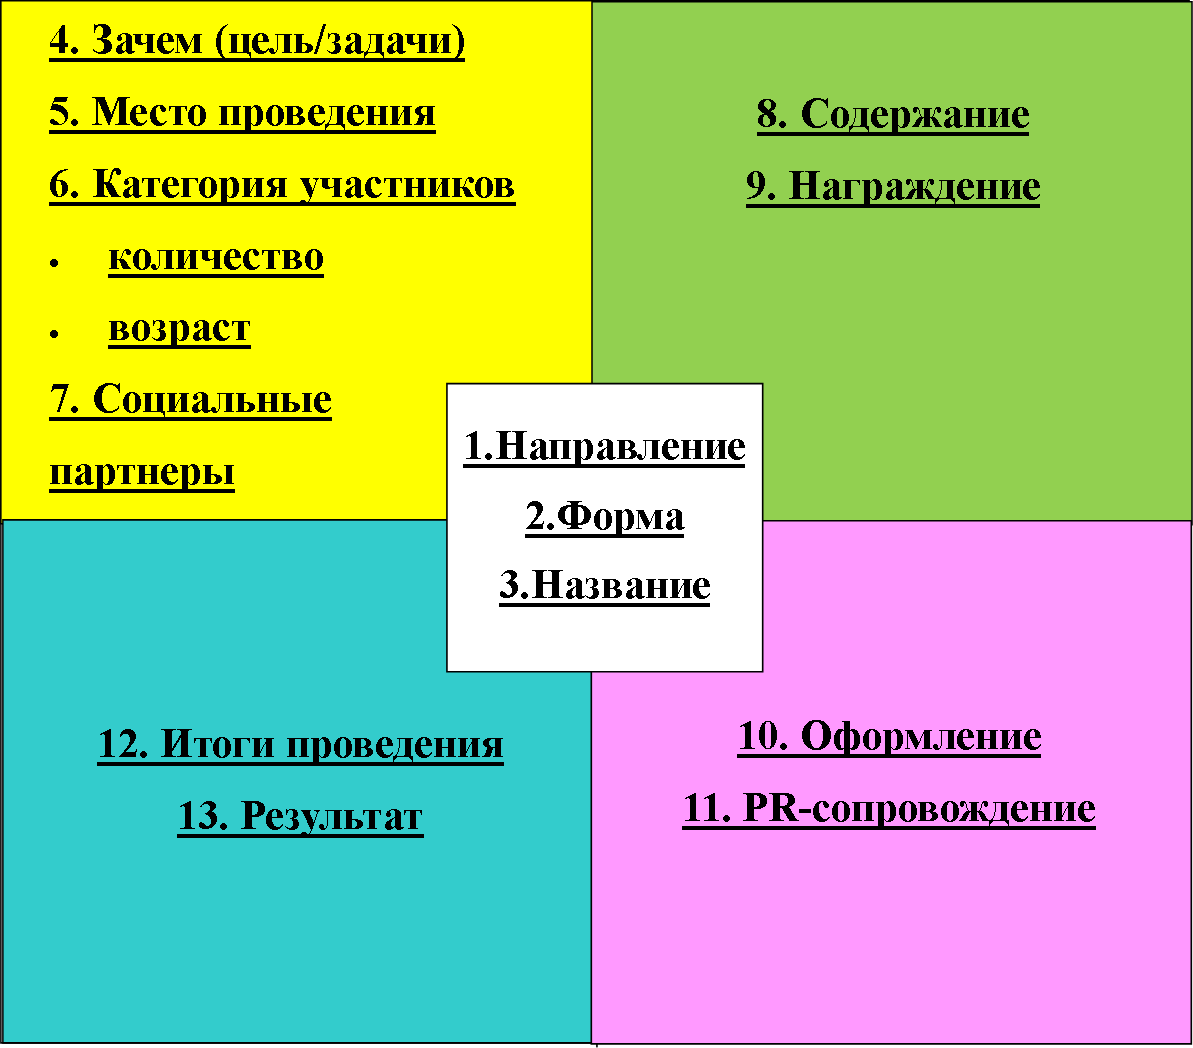 4. Зачем (цель/задачи)
5. Место проведения
6. Категория участников
• количество
• возраст
7. Социальные
партнеры
8. Содержание
9. Награждение
1.Направление
2.Форма
3.Название
12. Итоги проведения
13. Результат
10. Оформление
11. PR-сопровождение